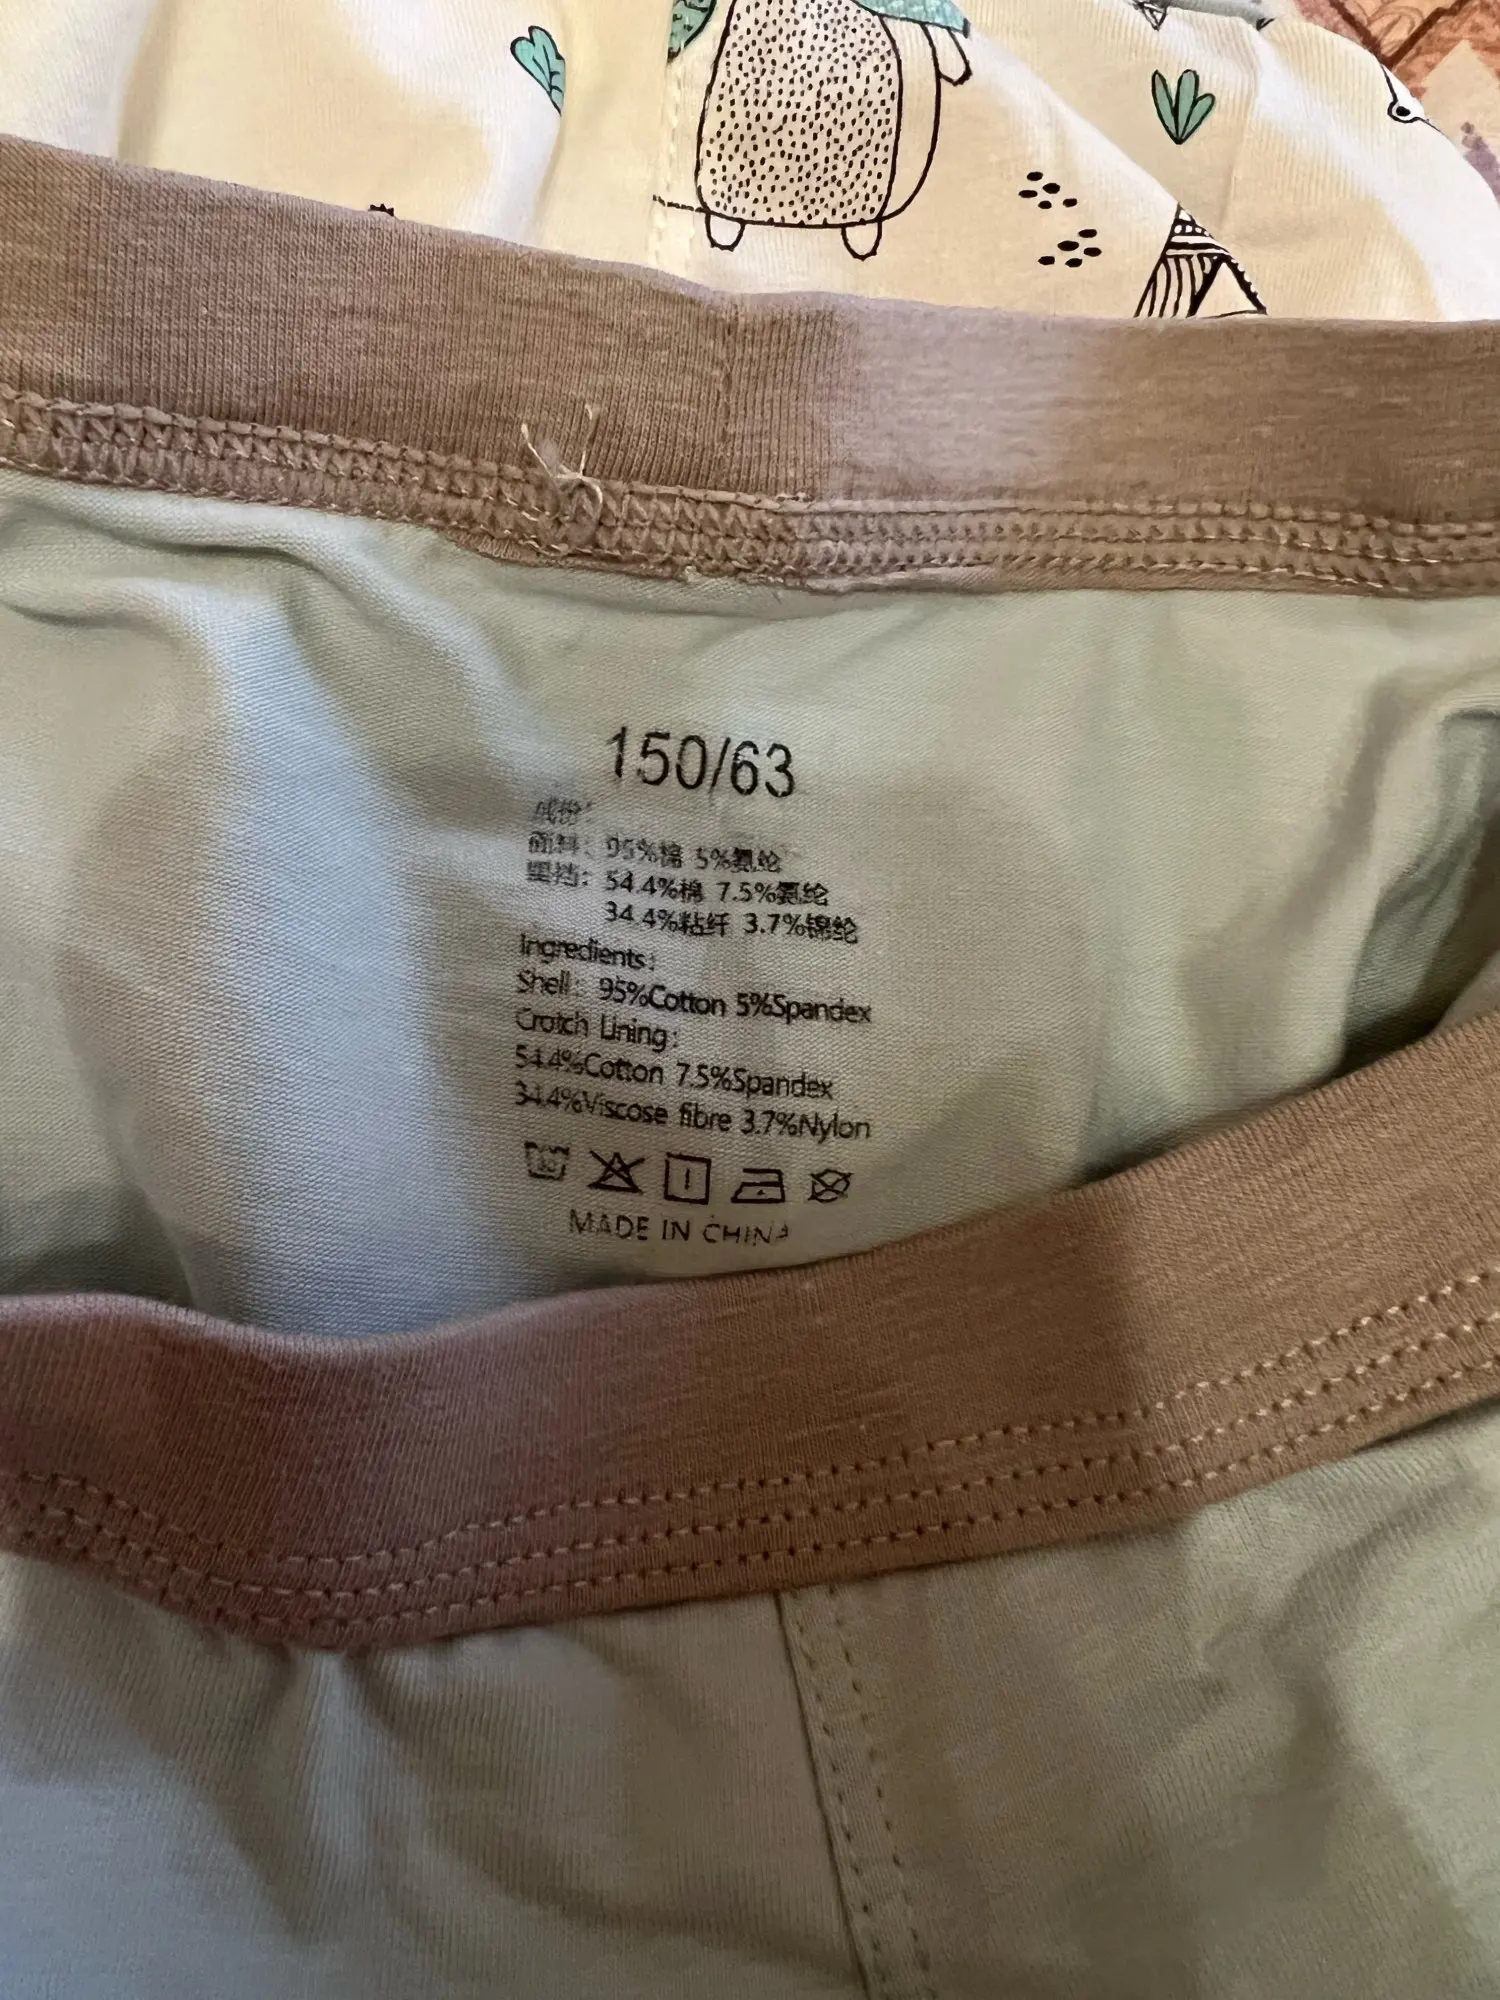 150/63
成份：
面料：95%棉 5%氨纶
里裆：54.4%棉 7.5%氨纶
34.4%粘纤 3.7%锦纶
Ingredients:
Shell: 95%Cotton 5%Spandex
Crotch Lining:
54.4%Cotton 7.5%Spandex
34.4%Viscose fibre 3.7%Nylon
MADE IN CHINA